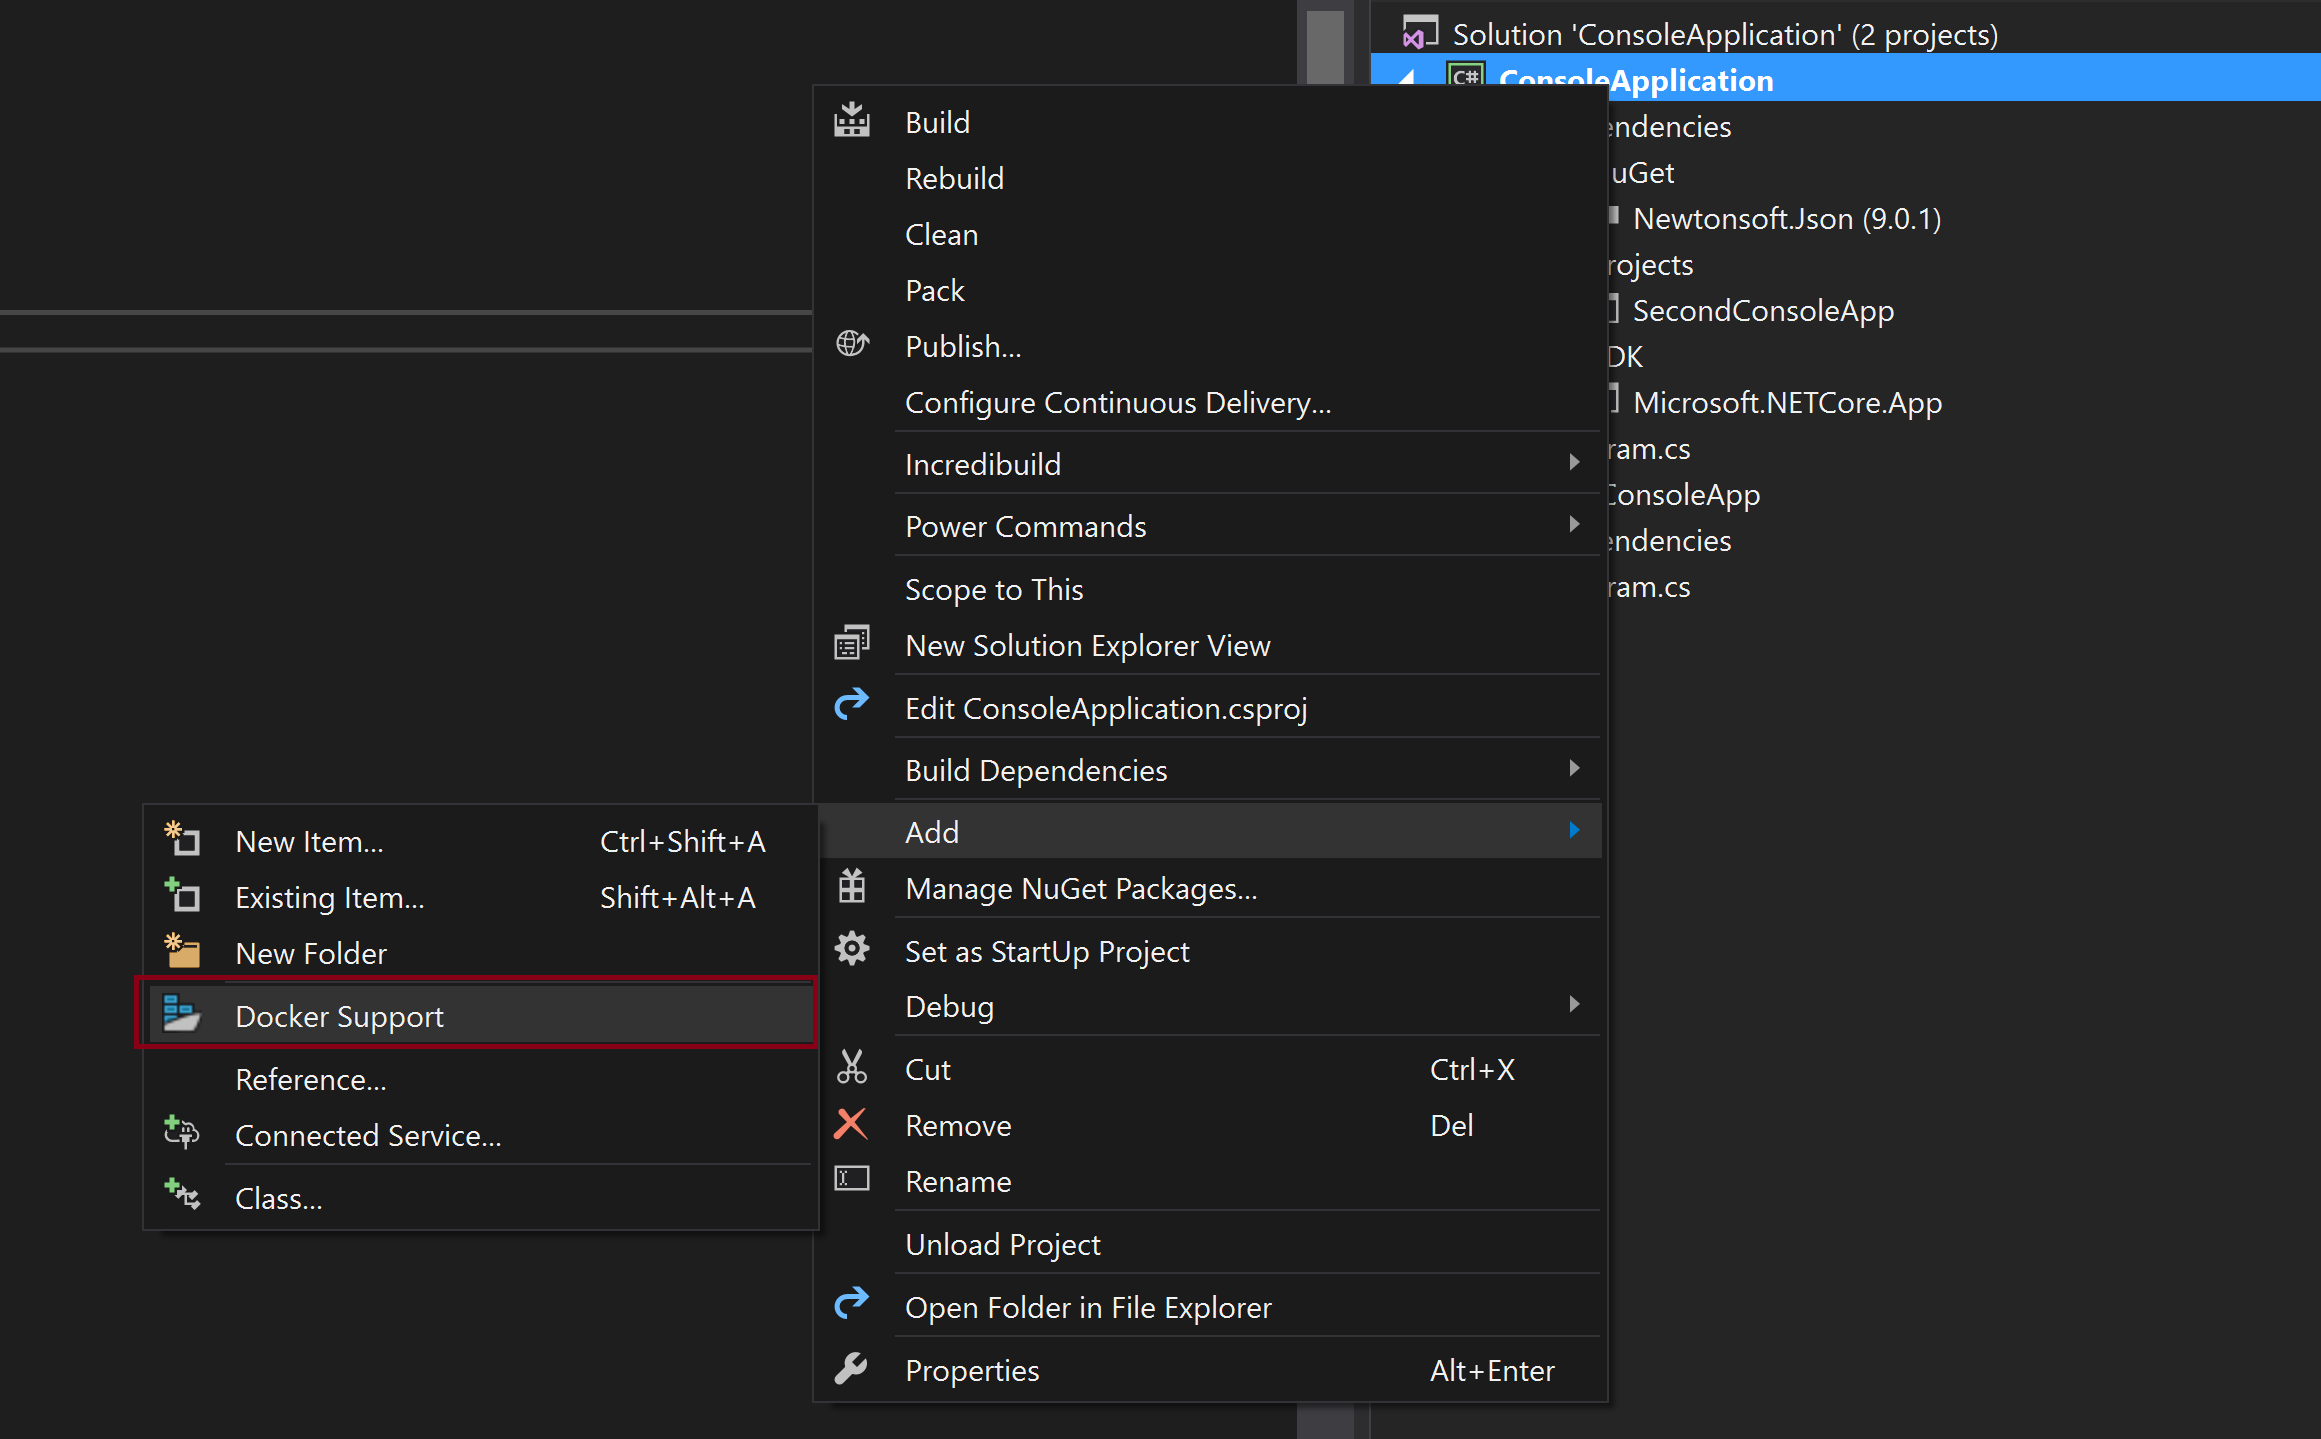 Solution 'ConsoleApplication' (2 projects)
C# ConsoleApplication
endencies
uGet
Newtonsoft.Json (9.0.1)
rojects
SecondConsoleApp
DK
Microsoft.NETCore.App
ram.cs
ConsoleApp
endencies
ram.cs
Build
Rebuild
Clean
Pack
Publish...
Configure Continuous Delivery...
Incredibuild
Power Commands
Scope to This
New Solution Explorer View
Edit ConsoleApplication.csproj
Build Dependencies
Add
Manage NuGet Packages...
Set as StartUp Project
Debug
Cut Ctrl+X
Remove Del
Rename
Unload Project
Open Folder in File Explorer
Properties Alt+Enter
New Item... Ctrl+Shift+A
Existing Item... Shift+Alt+A
New Folder
Docker Support
Reference...
Connected Service...
Class...